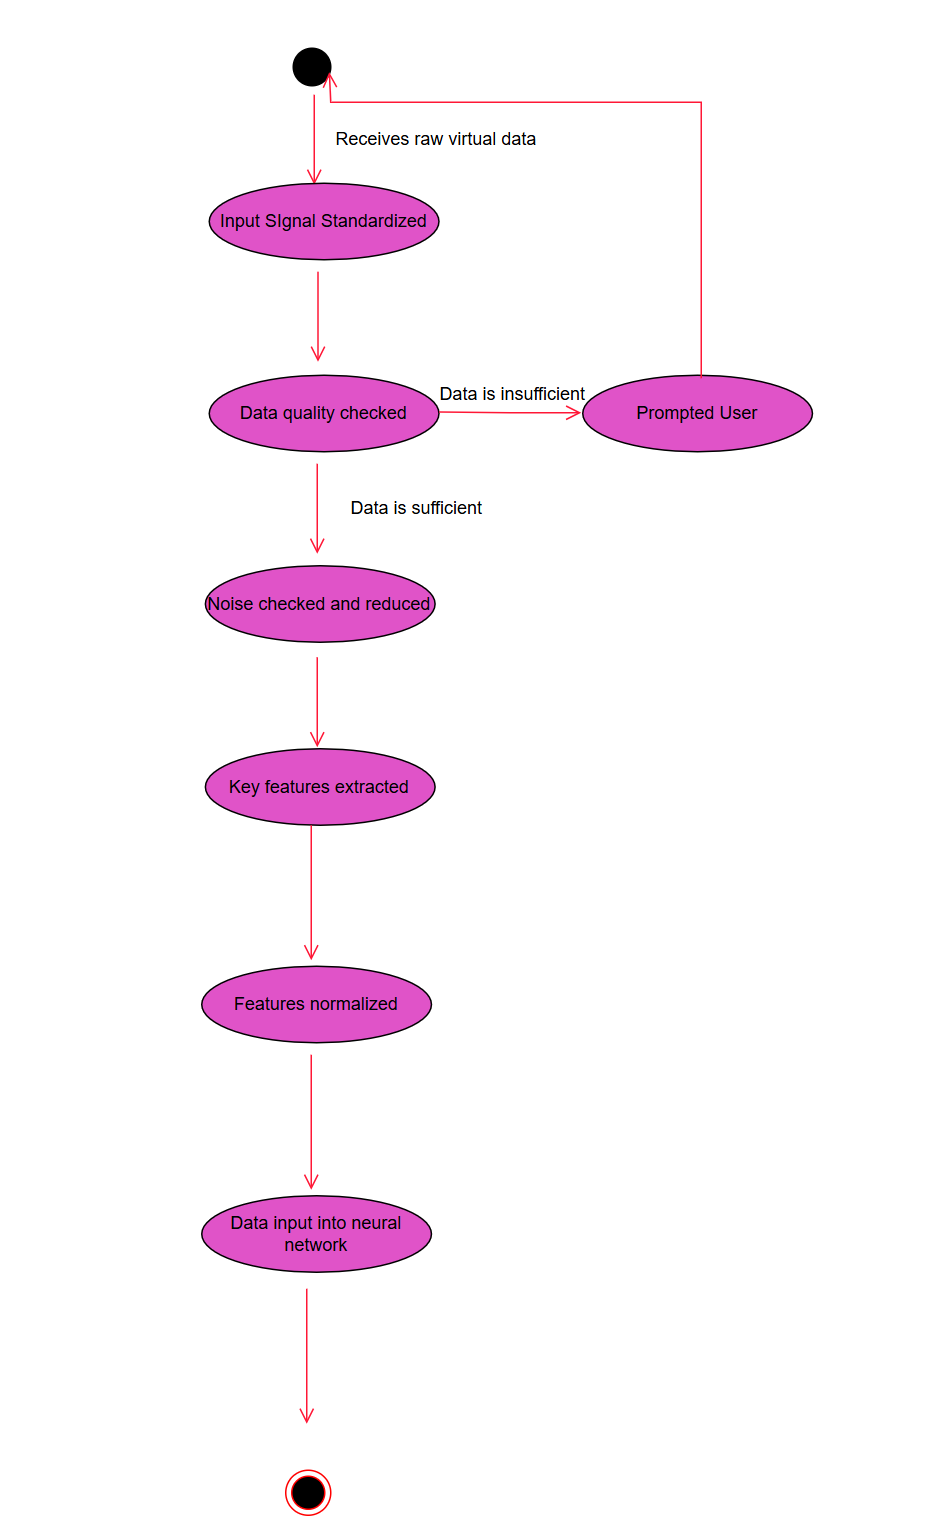 Receives raw virtual data
Input SIgnal Standardized
Data quality checked
Data is insufficient
Prompted User
Data is sufficient
Noise checked and reduced
Key features extracted
Features normalized
Data input into neural
network